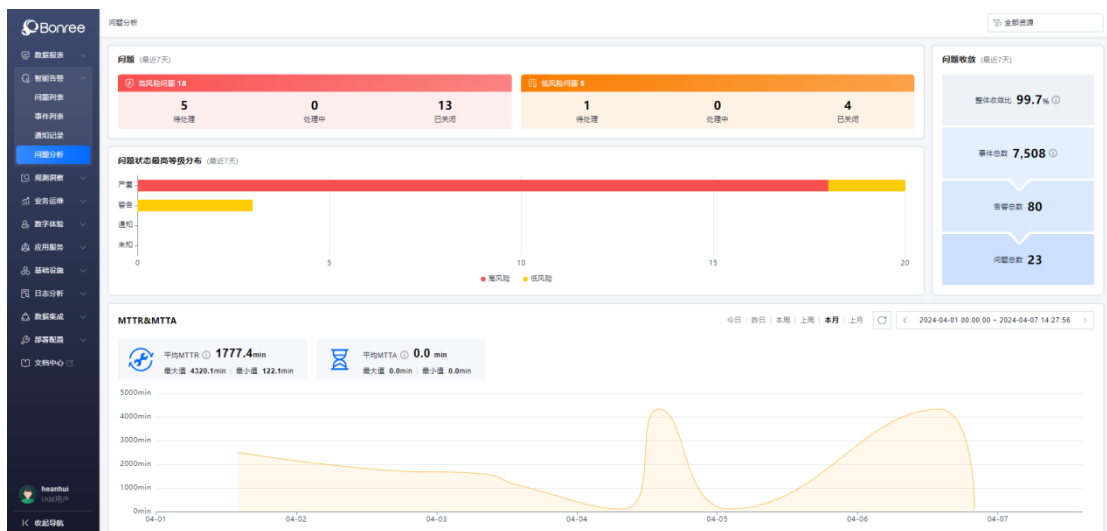 Bonree
问题分析
全部资源
数据报表
智能告警
问题列表
事件列表
通知记录
问题分析
观测洞察
业务运维
数字体验
应用服务
基础设施
日志分析
数据集成
部署配置
文档中心
heanhui
IAM用户
收起导航
问题 (最近7天)
高风险问题 18
5 0 13
待处理 处理中 已关闭
低风险问题 5
1 0 4
待处理 处理中 已关闭
问题状态最高等级分布 (最近7天)
严重
警告
通知
未知
0 5 10 15 20
高风险 低风险
问题收敛 (最近7天)
整体收敛比 99.7%
事件总数 7,508
告警总数 80
问题总数 23
MTTR&MTTA
今日 昨日 本周 上周 本月 上月 < 2024-04-01 00:00:00 ~ 2024-04-07 14:27:56 >
平均MTTR 1777.4min
最大值 4320.1min 最小值 122.1min
平均MTTA 0.0 min
最大值 0.0min 最小值 0.0min
5000min
4000min
3000min
2000min
1000min
0min
04-01 04-02 04-03 04-04 04-05 04-06 04-07